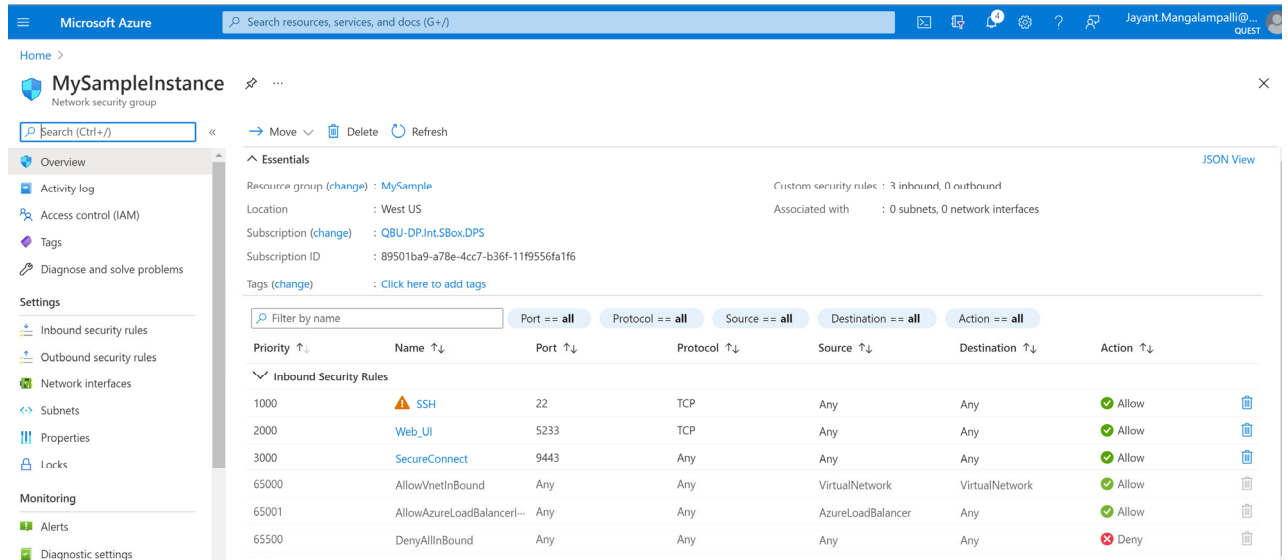 Microsoft Azure
Search resources, services, and docs (G+/)
4
Jayant.Mangalampalli@...
QUEST
Home >
MySampleInstance ...
Network security group
Search (Ctrl+/) «
Move Delete Refresh
Overview
Activity log
Access control (IAM)
Tags
Diagnose and solve problems
Settings
Inbound security rules
Outbound security rules
Network interfaces
Subnets
Properties
Locks
Monitoring
Alerts
Diagnostic settings
Essentials JSON View
Resource group (change) : MySample Custom security rules : 3 inbound, 0 outbound
Location : West US Associated with : 0 subnets, 0 network interfaces
Subscription (change) : QBU-DP.Int.SBox.DPS
Subscription ID : 89501ba9-a78e-4cc7-b36f-11f9556fa1f6
Tags (change) : Click here to add tags
Filter by name Port == all Protocol == all Source == all Destination == all Action == all
Priority ↑↓ Name ↑↓ Port ↑↓ Protocol ↑↓ Source ↑↓ Destination ↑↓ Action ↑↓
Inbound Security Rules
1000 SSH 22 TCP Any Any Allow
2000 Web_UI 5233 TCP Any Any Allow
3000 SecureConnect 9443 Any Any Any Allow
65000 AllowVnetInBound Any Any VirtualNetwork VirtualNetwork Allow
65001 AllowAzureLoadBalancerI... Any Any AzureLoadBalancer Any Allow
65500 DenyAllInBound Any Any Any Any Deny